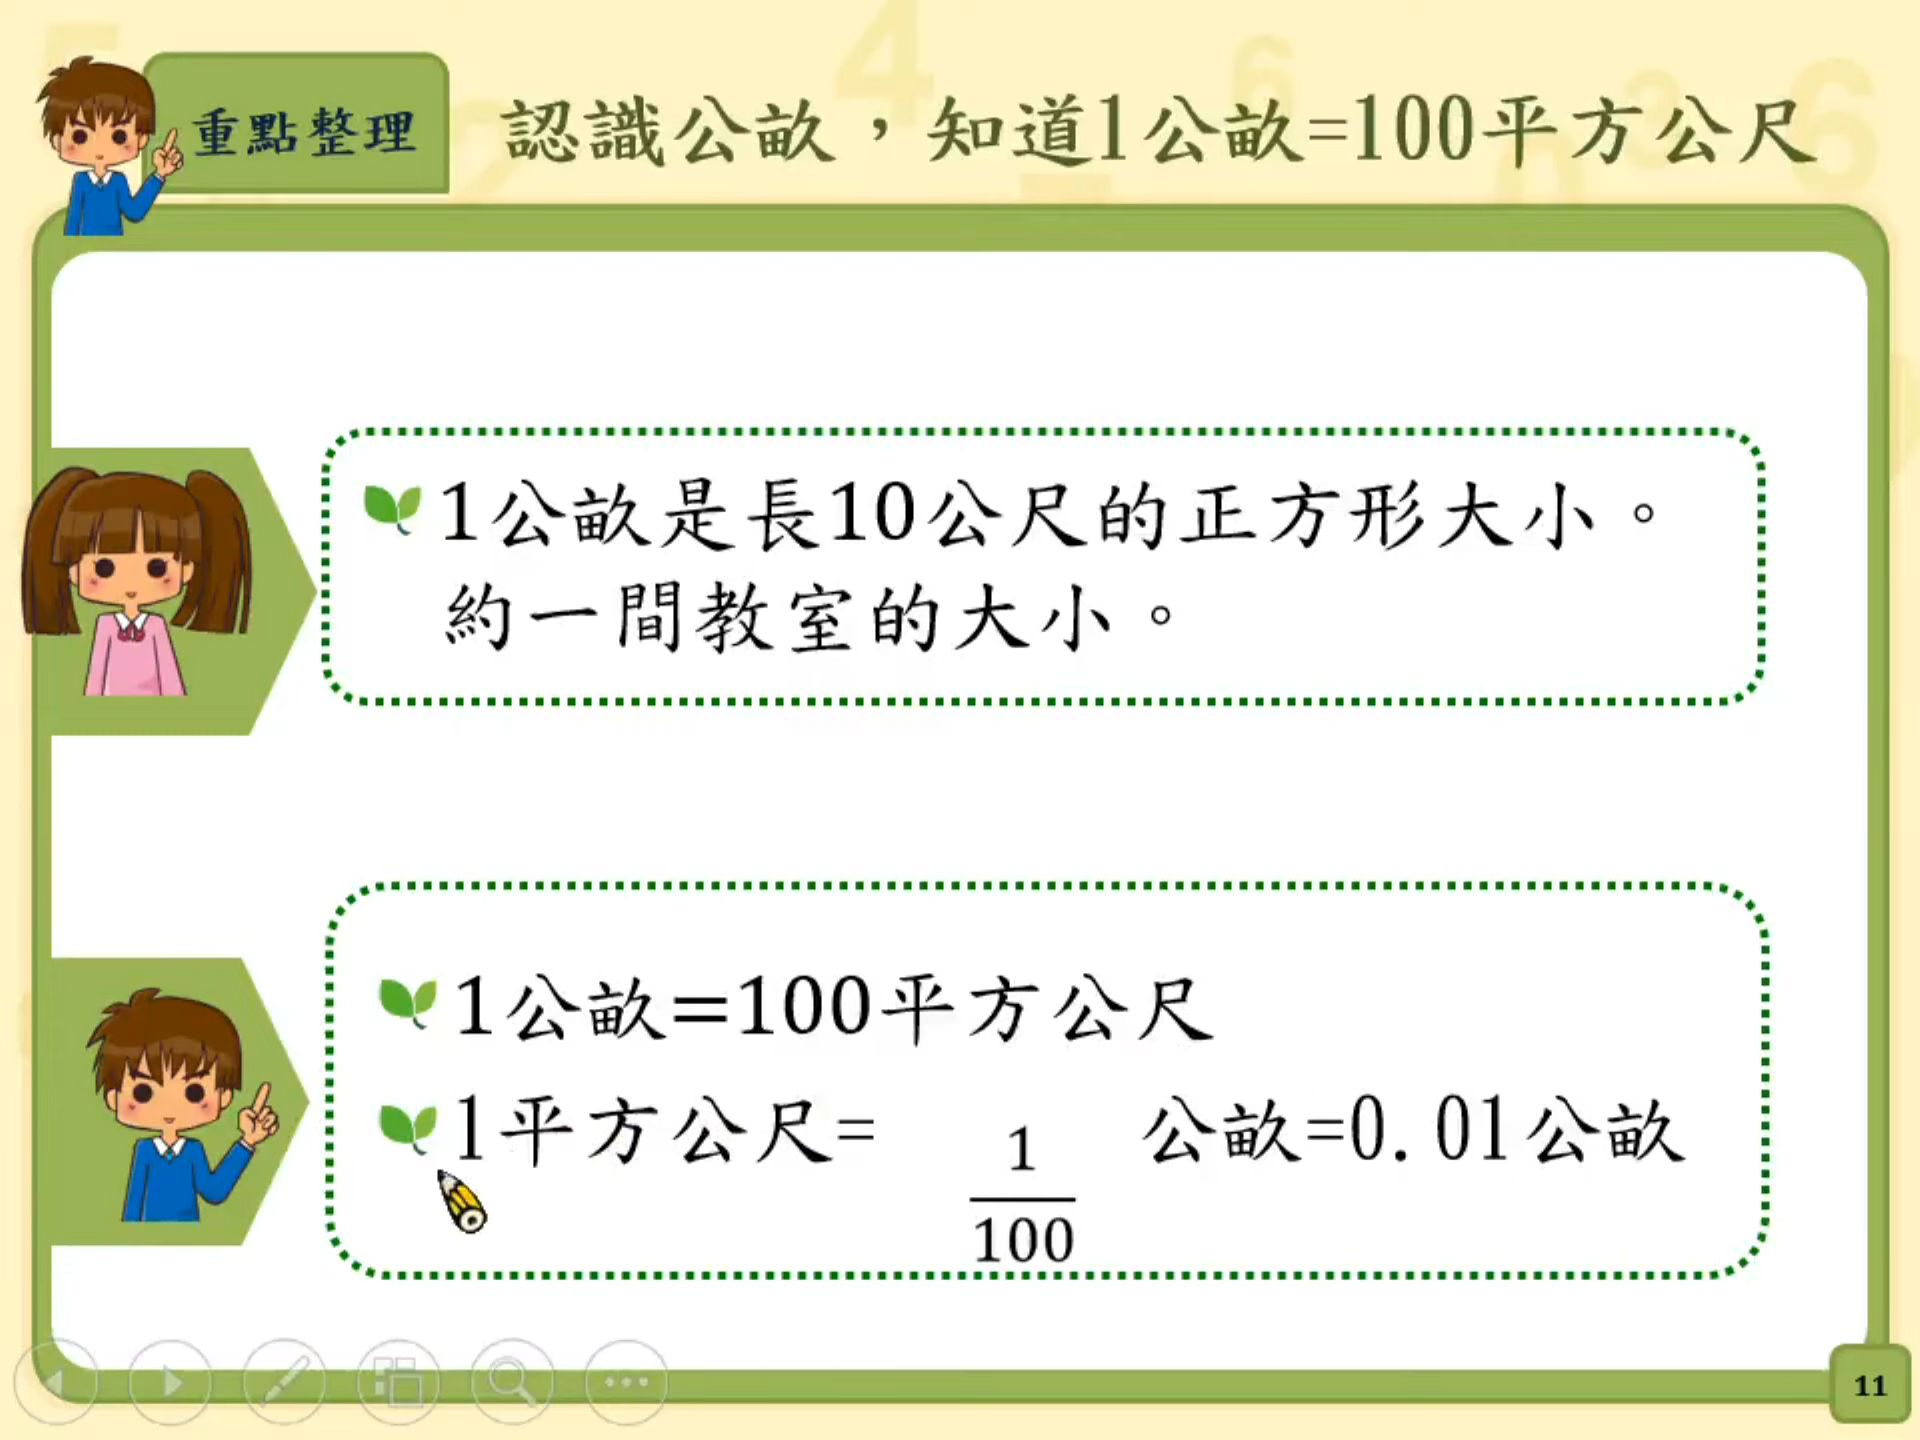 重點整理
認識公畝，知道1公畝=100平方公尺
1公畝是長10公尺的正方形大小。
約一間教室的大小。
1公畝=100平方公尺
1平方公尺= 1/100 公畝=0.01公畝
11